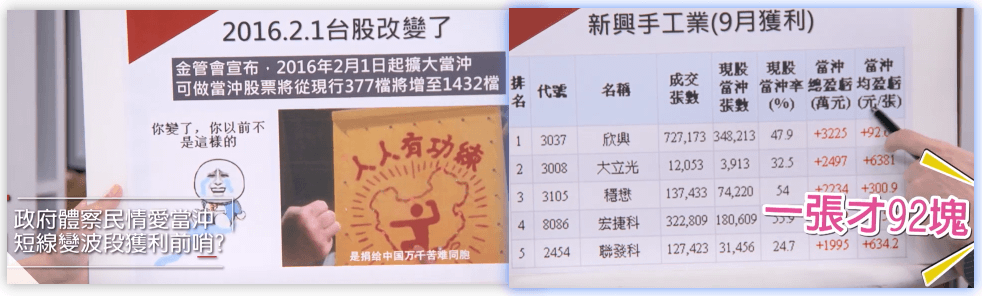 2016.2.1台股改變了
金管會宣布，2016年2月1日起擴大當沖
可做當沖股票將從現行377檔將增至1432檔
你變了，你以前不
是這樣的
人人有功練
是捐给中国万千苦难同胞
政府體察民情愛當沖
短線變波段獲利前哨?
新興手工業(9月獲利)
排名 代號 名稱 成交張數 現股當沖張數 現股當沖率(%) 當沖總盈虧(萬元) 當沖均盈虧(元/張)
1 3037 欣興 727,173 348,213 47.9 +3225
2 3008 大立光 12,053 3,913 32.5 +2497 +6381
3 3105 穩懋 137,433 74,220 54 +2234 +300.9
4 8086 宏捷科 322,809 180,609
5 2454 聯發科 127,423 31,456 24.7 +1995 +634.2
一張才92塊